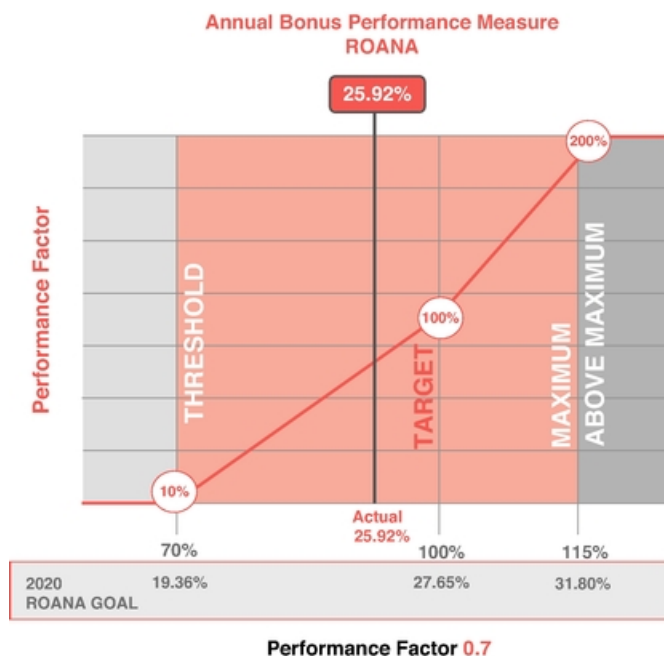 Annual Bonus Performance Measure
ROANA
25.92%
200%
Performance Factor
THRESHOLD
100%
TARGET
MAXIMUM
ABOVE MAXIMUM
10%
Actual
25.92%
70%
100%
115%
2020
ROANA GOAL
19.36%
27.65%
31.80%
Performance Factor 0.7